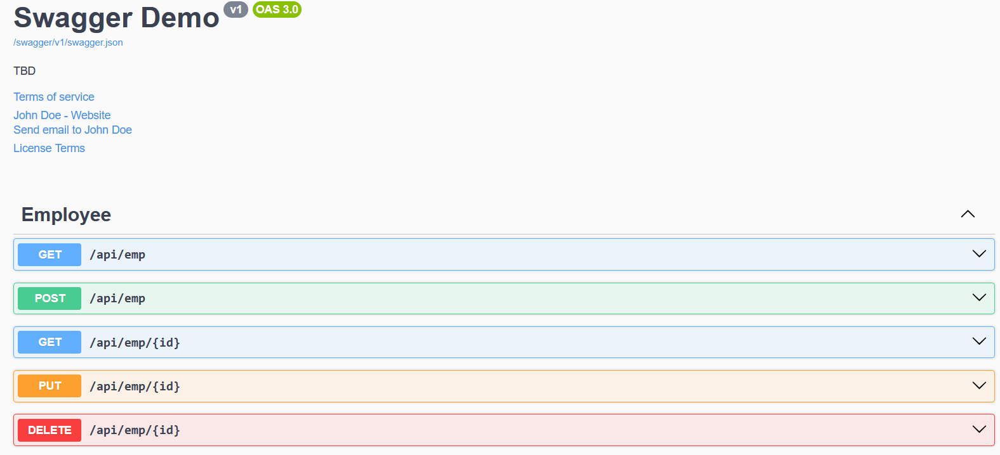 Swagger Demo v1 OAS 3.0
/swagger/v1/swagger.json
TBD
Terms of service
John Doe - Website
Send email to John Doe
License Terms
Employee
GET /api/emp
POST /api/emp
GET /api/emp/{id}
PUT /api/emp/{id}
DELETE /api/emp/{id}